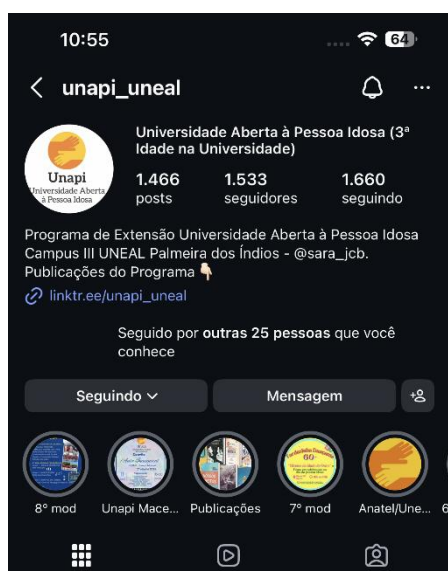 10:55
64
unapi_uneal
Universidade Aberta à Pessoa Idosa (3ª
Idade na Universidade)
Unapi
Universidade Aberta
à Pessoa Idosa
1.466
1.533
1.660
posts
seguidores
seguindo
Programa de Extensão Universidade Aberta à Pessoa Idosa
Campus III UNEAL Palmeira dos Índios - @sara_jcb.
Publicações do Programa 👇🏻
linktr.ee/unapi_uneal
Seguido por outras 25 pessoas que você
conhece
Seguindo
Mensagem
8° mod
Unapi Mace...
Publicações
7° mod
Anatel/Une...
6